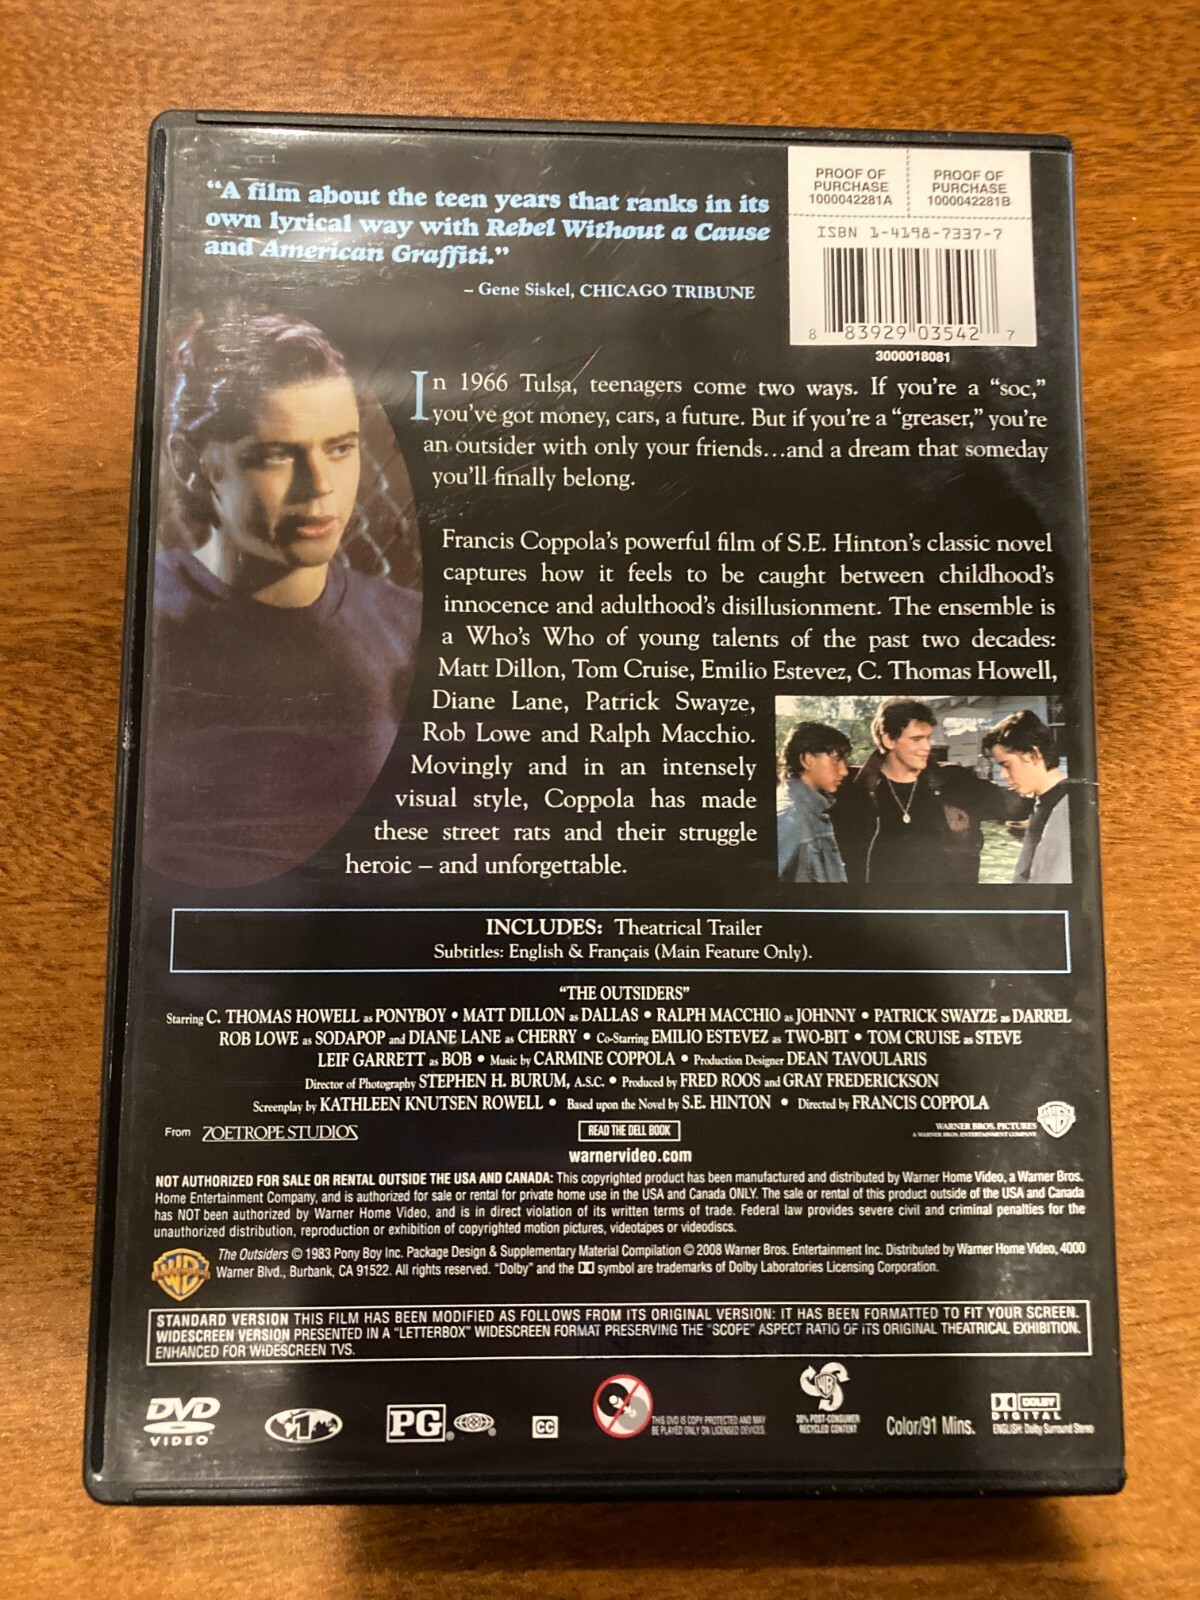 “A film about the teen years that ranks in its
own lyrical way with Rebel Without a Cause
and American Graffiti.”
– Gene Siskel, CHICAGO TRIBUNE
PROOF OF
PURCHASE
1000042281A
PROOF OF
PURCHASE
1000042281B
ISBN 1-4198-7337-7
8 83929 03542 7
3000018081
In 1966 Tulsa, teenagers come two ways. If you're a “soc,”
you've got money, cars, a future. But if you're a “greaser,” you're
an outsider with only your friends...and a dream that someday
you'll finally belong.
Francis Coppola's powerful film of S.E. Hinton's classic novel
captures how it feels to be caught between childhood's
innocence and adulthood's disillusionment. The ensemble is
a Who's Who of young talents of the past two decades:
Matt Dillon, Tom Cruise, Emilio Estevez, C. Thomas Howell,
Diane Lane, Patrick Swayze,
Rob Lowe and Ralph Macchio.
Movingly and in an intensely
visual style, Coppola has made
these street rats and their struggle
heroic – and unforgettable.
INCLUDES: Theatrical Trailer
Subtitles: English & Français (Main Feature Only).
“THE OUTSIDERS”
Starring C. THOMAS HOWELL as PONYBOY • MATT DILLON as DALLAS • RALPH MACCHIO as JOHNNY • PATRICK SWAYZE as DARREL
ROB LOWE as SODAPOP and DIANE LANE as CHERRY • Co-Starring EMILIO ESTEVEZ as TWO-BIT • TOM CRUISE as STEVE
LEIF GARRETT as BOB • Music by CARMINE COPPOLA • Production Designer DEAN TAVOULARIS
Director of Photography STEPHEN H. BURUM, A.S.C. • Produced by FRED ROOS and GRAY FREDERICKSON
Screenplay by KATHLEEN KNUTSEN ROWELL • Based upon the Novel by S.E. HINTON • Directed by FRANCIS COPPOLA
From ZOETROPE STUDIOS
READ THE DELL BOOK
WARNER BROS. PICTURES
A WARNER BROS. ENTERTAINMENT COMPANY
WB
warnervideo.com
NOT AUTHORIZED FOR SALE OR RENTAL OUTSIDE THE USA AND CANADA: This copyrighted product has been manufactured and distributed by Warner Home Video, a Warner Bros.
Home Entertainment Company, and is authorized for sale or rental for private home use in the USA and Canada ONLY. The sale or rental of this product outside of the USA and Canada
has NOT been authorized by Warner Home Video, and is in direct violation of its written terms of trade. Federal law provides severe civil and criminal penalties for the
unauthorized distribution, reproduction or exhibition of copyrighted motion pictures, videotapes or videodiscs.
WB
The Outsiders © 1983 Pony Boy Inc. Package Design & Supplementary Material Compilation © 2008 Warner Bros. Entertainment Inc. Distributed by Warner Home Video, 4000
Warner Blvd., Burbank, CA 91522. All rights reserved. “Dolby” and the DD symbol are trademarks of Dolby Laboratories Licensing Corporation.
STANDARD VERSION THIS FILM HAS BEEN MODIFIED AS FOLLOWS FROM ITS ORIGINAL VERSION: IT HAS BEEN FORMATTED TO FIT YOUR SCREEN.
WIDESCREEN VERSION PRESENTED IN A “LETTERBOX” WIDESCREEN FORMAT PRESERVING THE “SCOPE” ASPECT RATIO OF ITS ORIGINAL THEATRICAL EXHIBITION.
ENHANCED FOR WIDESCREEN TVS.
DVD
VIDEO
1
PG
CC
THIS DVD IS COPY PROTECTED AND MAY
BE PLAYED ONLY ON LICENSED DEVICES.
WB
30% POST-CONSUMER
RECYCLED CONTENT
Color/91 Mins.
DOLBY
DIGITAL
ENGLISH: Dolby Surround Stereo